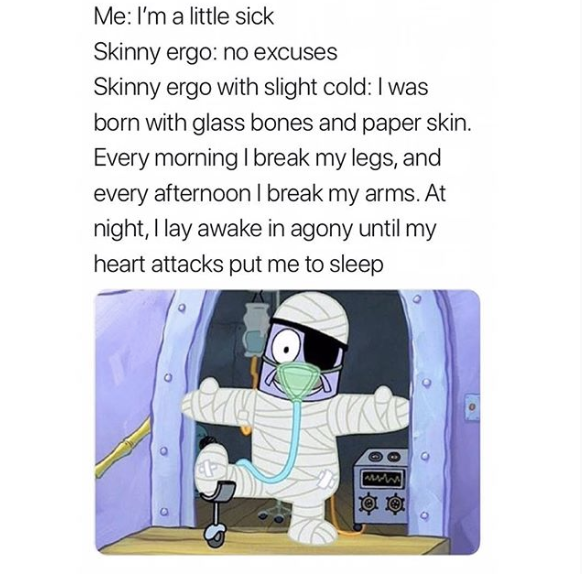 Me: I'm a little sick
Skinny ergo: no excuses
Skinny ergo with slight cold: I was
born with glass bones and paper skin.
Every morning I break my legs, and
every afternoon I break my arms. At
night, I lay awake in agony until my
heart attacks put me to sleep